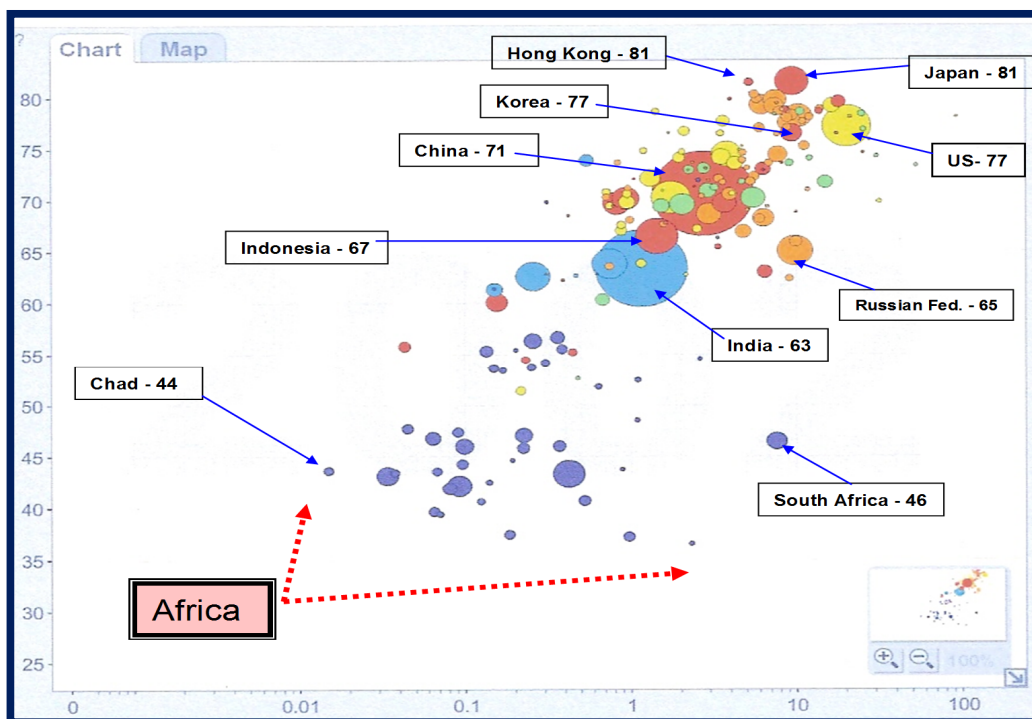 ?
Chart
Map
Hong Kong - 81
Japan - 81
Korea - 77
China - 71
US- 77
Indonesia - 67
Russian Fed. - 65
India - 63
Chad - 44
South Africa - 46
Africa
80
75
70
65
60
55
50
45
40
35
30
25
100%
0
0.01
0.1
1
10
100